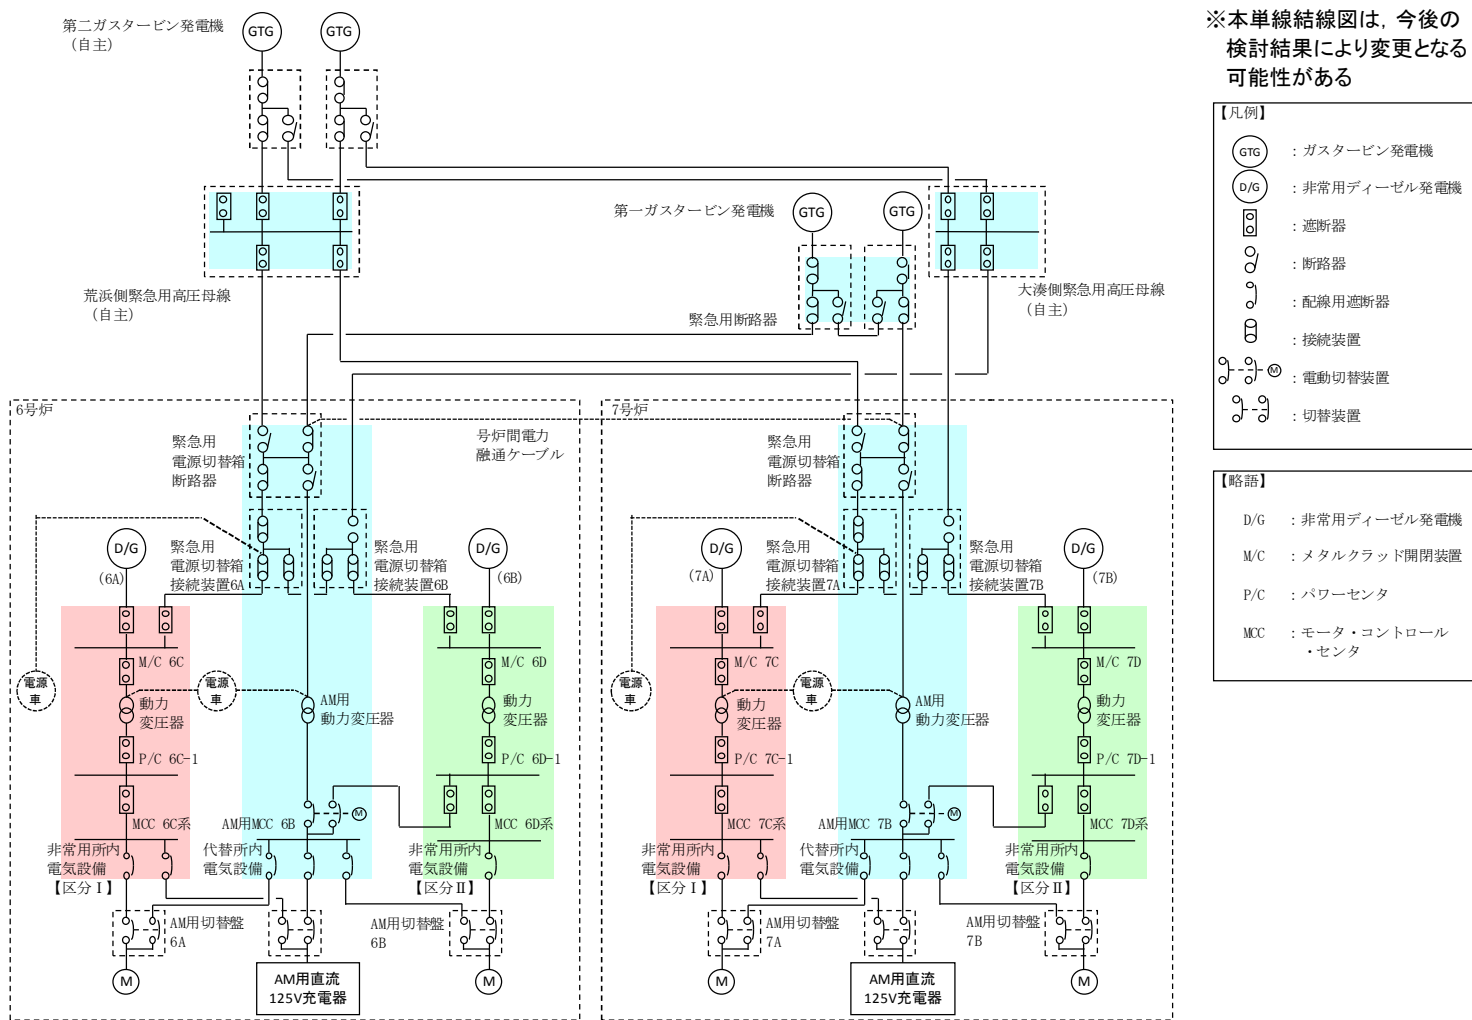 ※本単線結線図は，今後の
検討結果により変更となる
可能性がある
第二ガスタービン発電機
（自主）
GTG
GTG
【凡例】
GTG
：ガスタービン発電機
D/G
：非常用ディーゼル発電機
：遮断器
：断路器
：配線用遮断器
：接続装置
M
：電動切替装置
：切替装置
【略語】
D/G
：非常用ディーゼル発電機
M/C
：メタルクラッド開閉装置
P/C
：パワーセンタ
MCC
：モータ・コントロール
・センタ
第一ガスタービン発電機
GTG
GTG
荒浜側緊急用高圧母線
（自主）
大湊側緊急用高圧母線
（自主）
緊急用断路器
6号炉
緊急用
電源切替箱
断路器
号炉間電力
融通ケーブル
D/G
(6A)
緊急用
電源切替箱
接続装置6A
緊急用
電源切替箱
接続装置6B
D/G
(6B)
M/C 6C
M/C 6D
電源
車
電源
車
動力
変圧器
AM用
動力変圧器
動力
変圧器
P/C 6C-1
P/C 6D-1
M
MCC 6C系
AM用MCC 6B
MCC 6D系
非常用所内
電気設備
【区分Ⅰ】
代替所内
電気設備
非常用所内
電気設備
【区分Ⅱ】
AM用切替盤
6A
AM用切替盤
6B
M
AM用直流
125V充電器
M
7号炉
緊急用
電源切替箱
断路器
D/G
(7A)
緊急用
電源切替箱
接続装置7A
緊急用
電源切替箱
接続装置7B
D/G
(7B)
M/C 7C
M/C 7D
電源
車
電源
車
動力
変圧器
AM用
動力変圧器
動力
変圧器
P/C 7C-1
P/C 7D-1
M
MCC 7C系
AM用MCC 7B
MCC 7D系
非常用所内
電気設備
【区分Ⅰ】
代替所内
電気設備
非常用所内
電気設備
【区分Ⅱ】
AM用切替盤
7A
AM用切替盤
7B
M
AM用直流
125V充電器
M